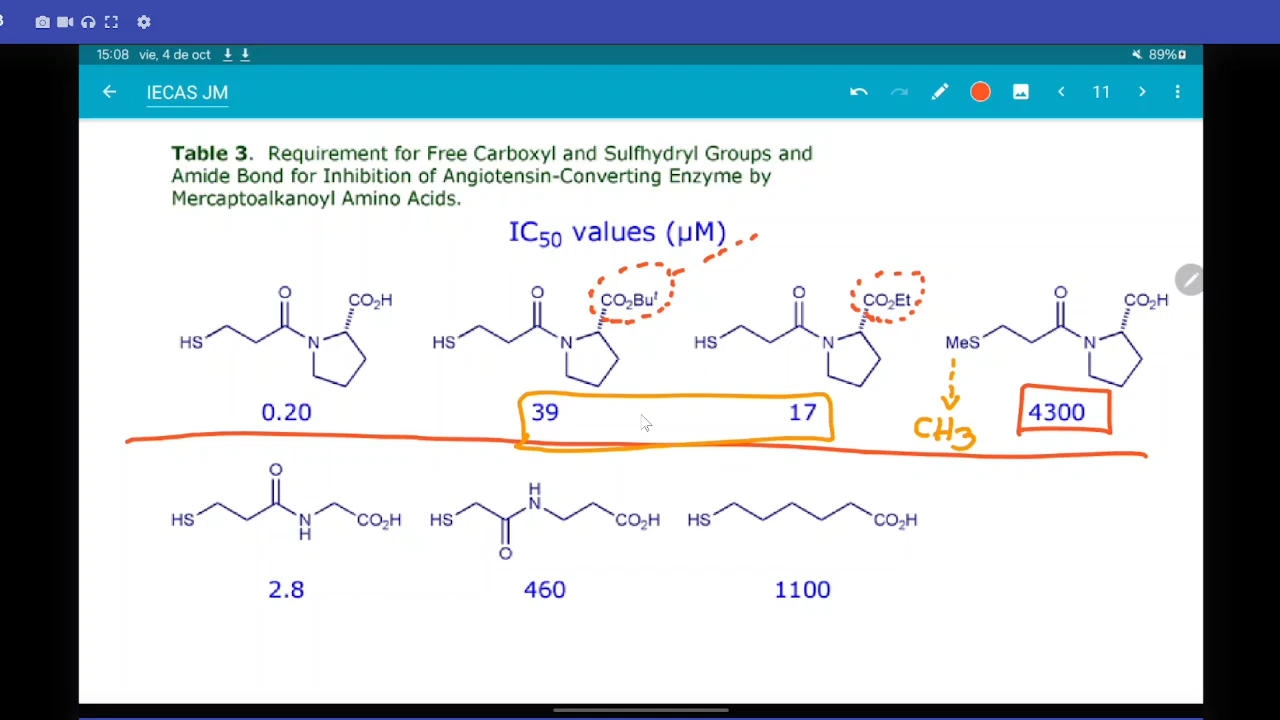 3
15:08 vie, 4 de oct 89%
IECAS JM 11
Table 3. Requirement for Free Carboxyl and Sulfhydryl Groups and
Amide Bond for Inhibition of Angiotensin-Converting Enzyme by
Mercaptoalkanoyl Amino Acids.
IC50 values (µM)
O CO2H O CO2Buᵗ O CO2Et O CO2H
HS N HS N HS N MeS N
0.20 39 17 4300
CH3
O H
HS N CO2H HS N CO2H HS CO2H
H O
2.8 460 1100